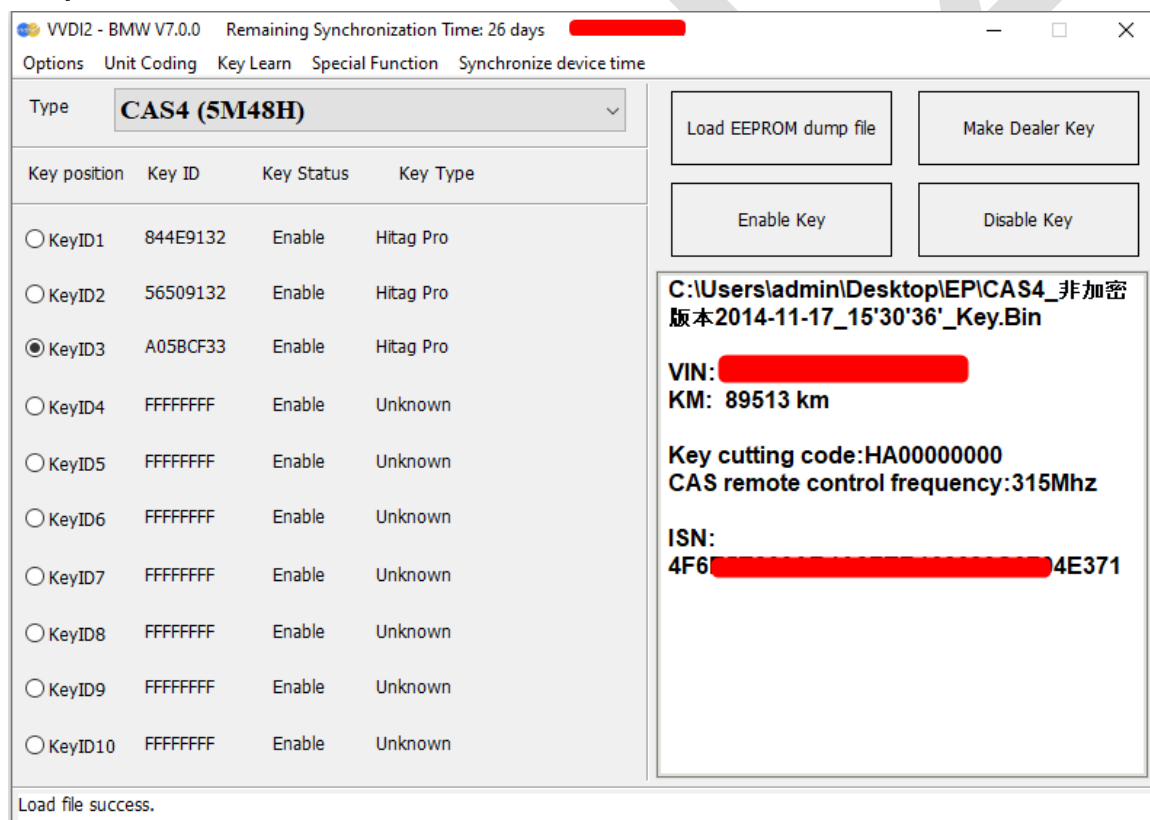 VVDI2 - BMW V7.0.0 Remaining Synchronization Time: 26 days
Options Unit Coding Key Learn Special Function Synchronize device time
Type CAS4 (5M48H)
Load EEPROM dump file Make Dealer Key
Key position Key ID Key Status Key Type
Enable Key Disable Key
KeyID1 844E9132 Enable Hitag Pro
KeyID2 56509132 Enable Hitag Pro
KeyID3 A05BCF33 Enable Hitag Pro
KeyID4 FFFFFFFF Enable Unknown
KeyID5 FFFFFFFF Enable Unknown
KeyID6 FFFFFFFF Enable Unknown
KeyID7 FFFFFFFF Enable Unknown
KeyID8 FFFFFFFF Enable Unknown
KeyID9 FFFFFFFF Enable Unknown
KeyID10 FFFFFFFF Enable Unknown
C:\Users\admin\Desktop\EP\CAS4_非加密
版本2014-11-17_15'30'36'_Key.Bin
VIN:
KM: 89513 km
Key cutting code:HA00000000
CAS remote control frequency:315Mhz
ISN:
4F6 4E371
Load file success.